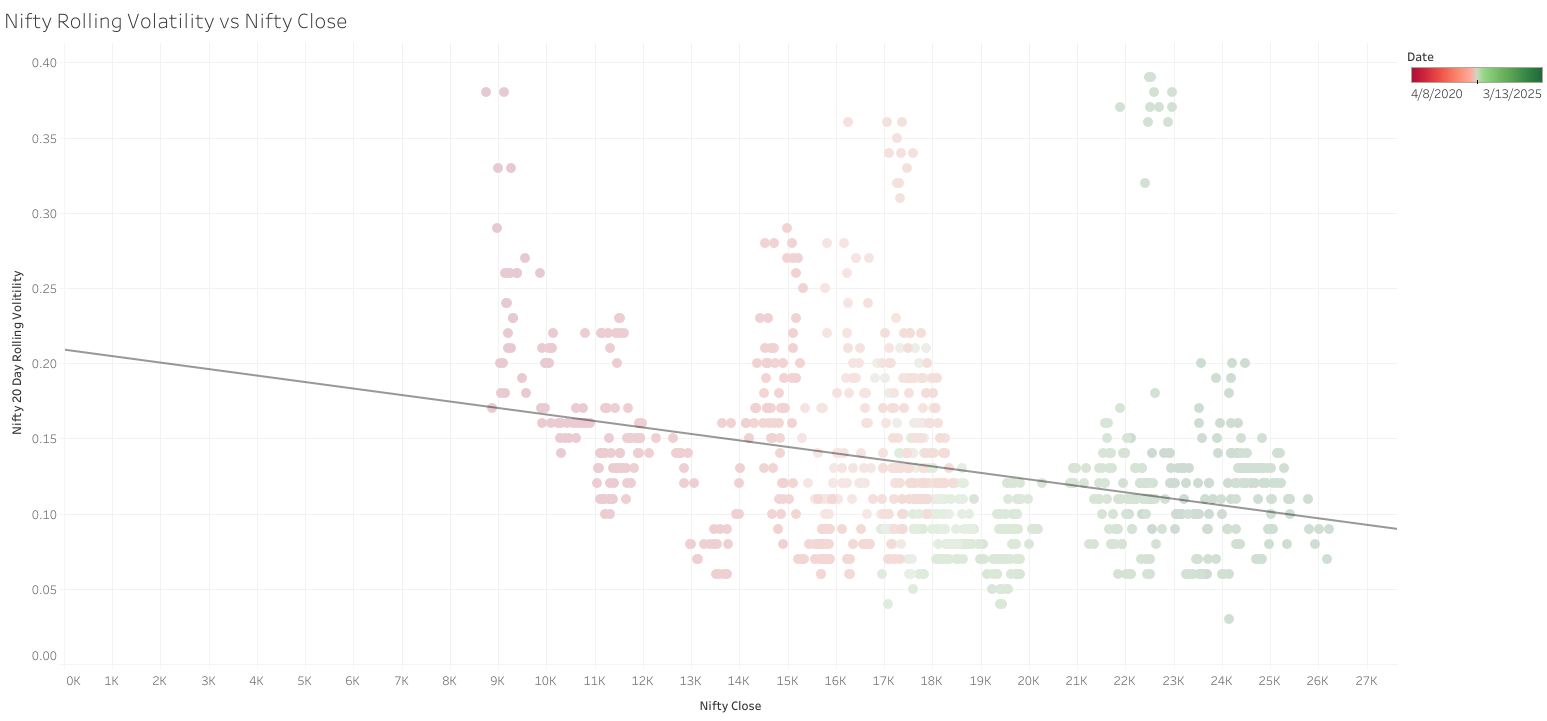 Nifty Rolling Volatility vs Nifty Close
Date
4/8/2020 3/13/2025
Nifty 20 Day Rolling Volitility
0.40
0.35
0.30
0.25
0.20
0.15
0.10
0.05
0.00
0K 1K 2K 3K 4K 5K 6K 7K 8K 9K 10K 11K 12K 13K 14K 15K 16K 17K 18K 19K 20K 21K 22K 23K 24K 25K 26K 27K
Nifty Close